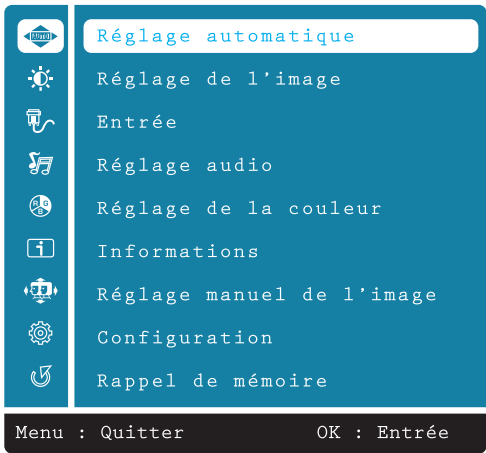 AUTO
Réglage automatique
Réglage de l'image
Entrée
Réglage audio
R G B
Réglage de la couleur
i
Informations
Réglage manuel de l'image
Configuration
Rappel de mémoire
Menu : Quitter OK : Entrée